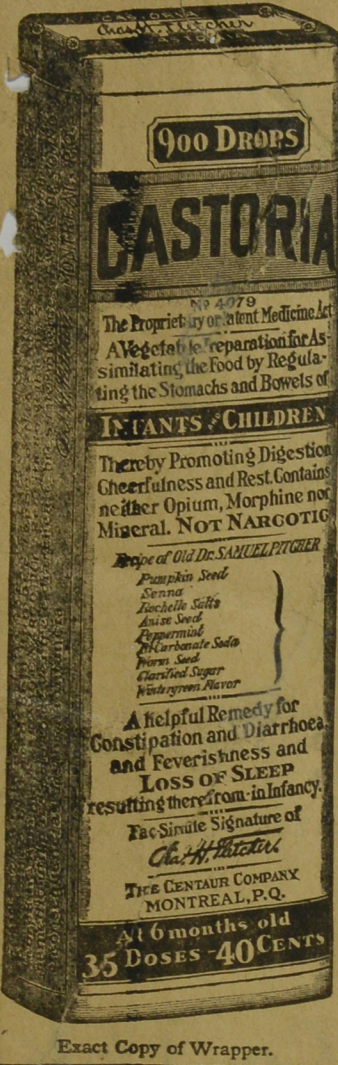 Chas. H. Fletcher
900 DROPS
CASTORIA
Nº 4079
The Proprietary or Patent Medicine Act
A Vegetable Preparation for As-
similating the Food by Regula-
ting the Stomachs and Bowels of
INFANTS AND CHILDREN
Thereby Promoting Digestion
Cheerfulness and Rest. Contains
neither Opium, Morphine nor
Mineral. NOT NARCOTIC
Recipe of Old Dr. SAMUEL PITCHER
Pumpkin Seed
Senna
Rochelle Salts
Anise Seed
Peppermint
Bi Carbonate Soda
Worm Seed
Clarified Sugar
Wintergreen Flavor
A helpful Remedy for
Constipation and Diarrhoea,
and Feverishness and
LOSS OF SLEEP
resulting therefrom-in Infancy.
Fac-Simile Signature of
Chas. H. Fletcher.
THE CENTAUR COMPANY
MONTREAL, P.Q.
At 6 months old
35 DOSES - 40 CENTS
Exact Copy of Wrapper.